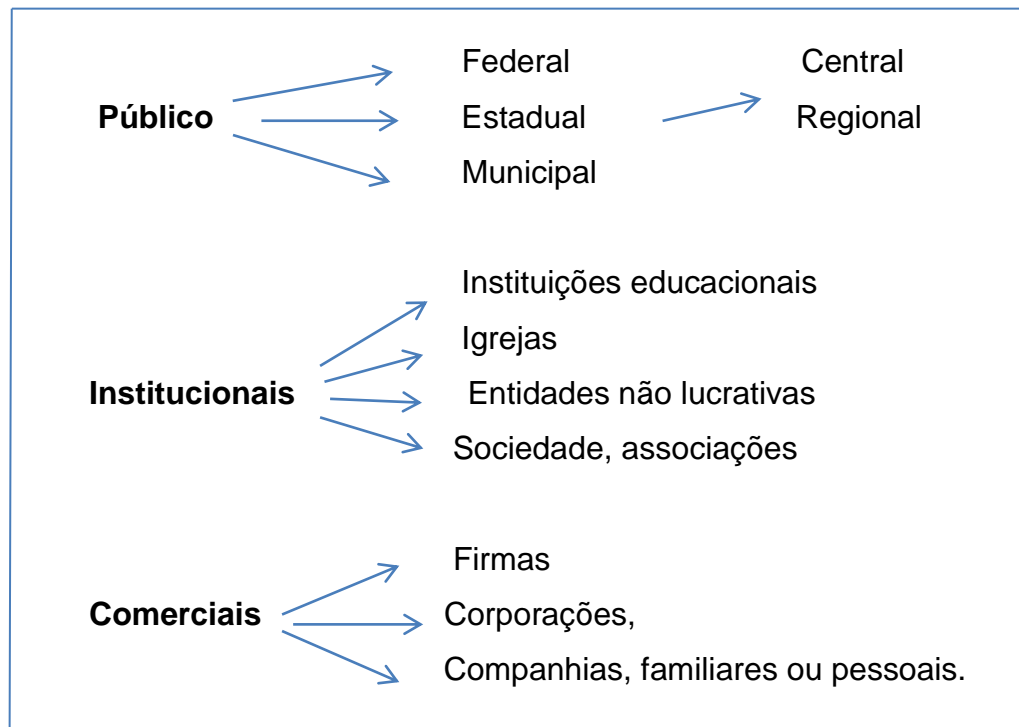 Federal Central
Público Estadual Regional
Municipal
Instituições educacionais
Igrejas
Institucionais Entidades não lucrativas
Sociedade, associações
Firmas
Comerciais Corporações,
Companhias, familiares ou pessoais.